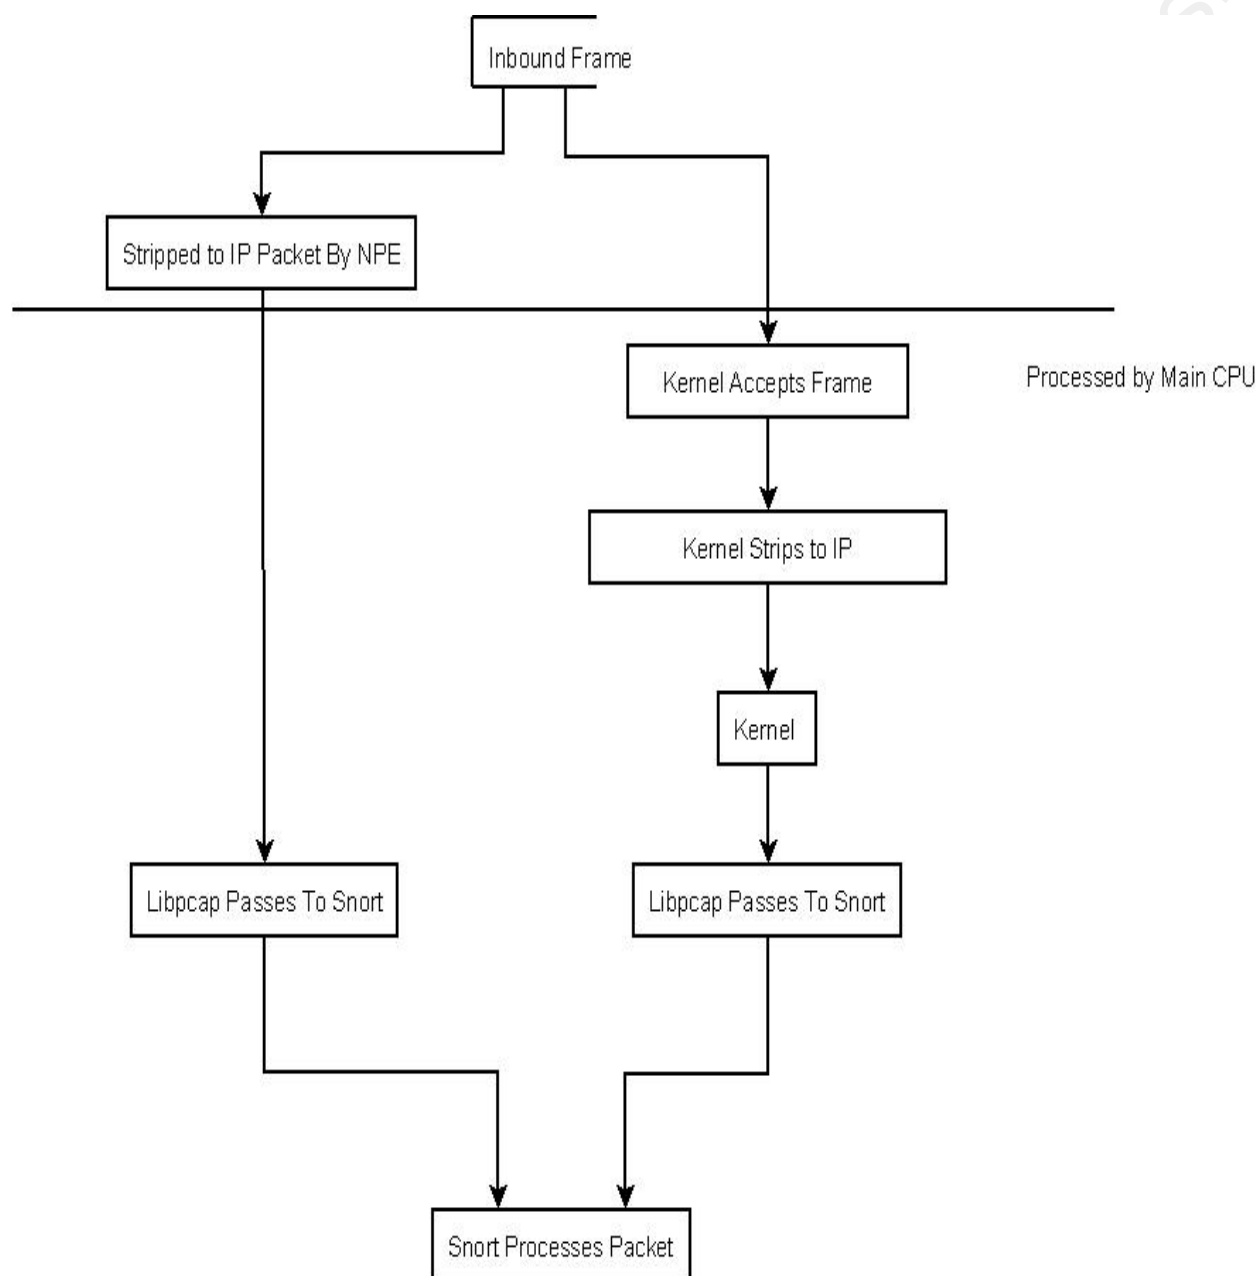 Inbound Frame
Stripped to IP Packet By NPE
Kernel Accepts Frame
Processed by Main CPU
Kernel Strips to IP
Kernel
Libpcap Passes To Snort
Libpcap Passes To Snort
Snort Processes Packet